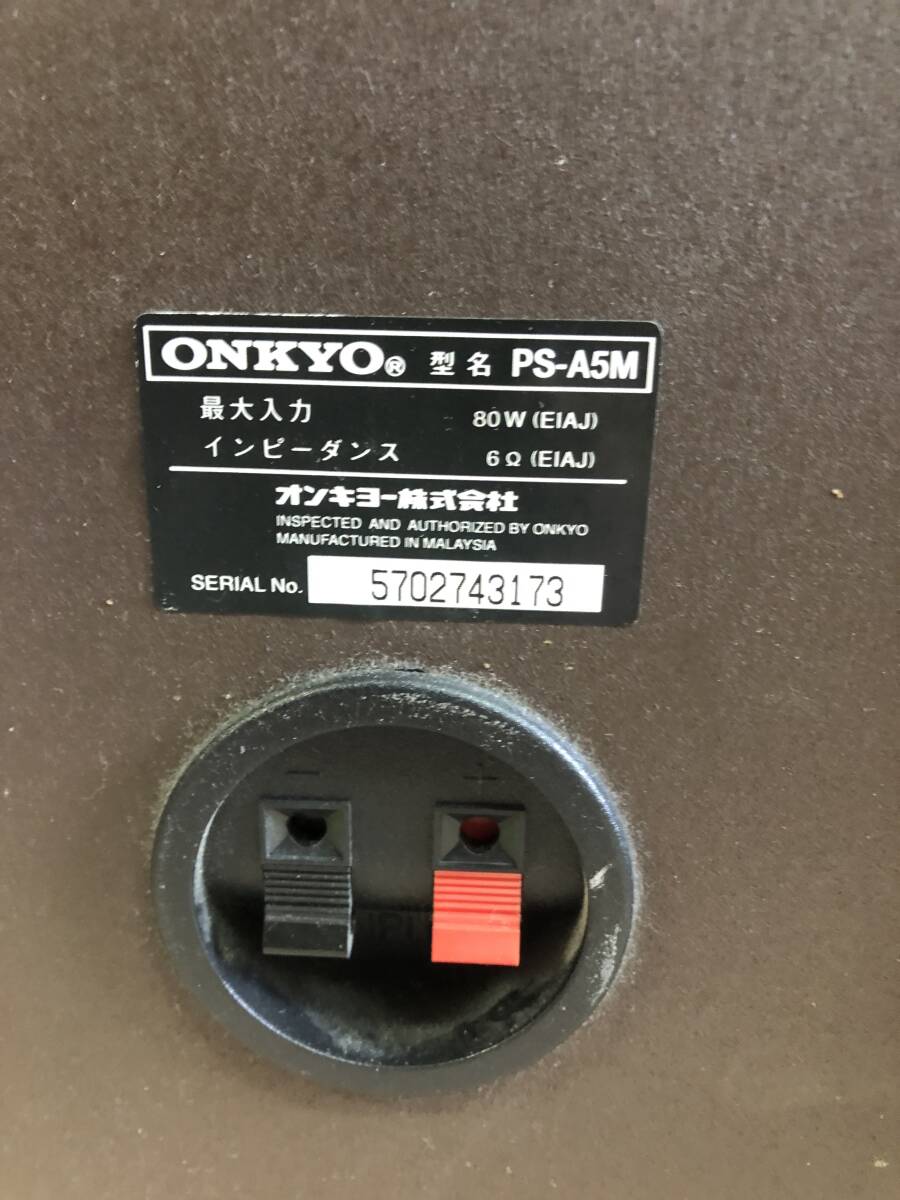 ONKYO® 型名 PS-A5M
最大入力 80W (EIAJ)
インピーダンス 6Ω (EIAJ)
オンキヨー株式会社
INSPECTED AND AUTHORIZED BY ONKYO
MANUFACTURED IN MALAYSIA
SERIAL No. 5702743173
− +